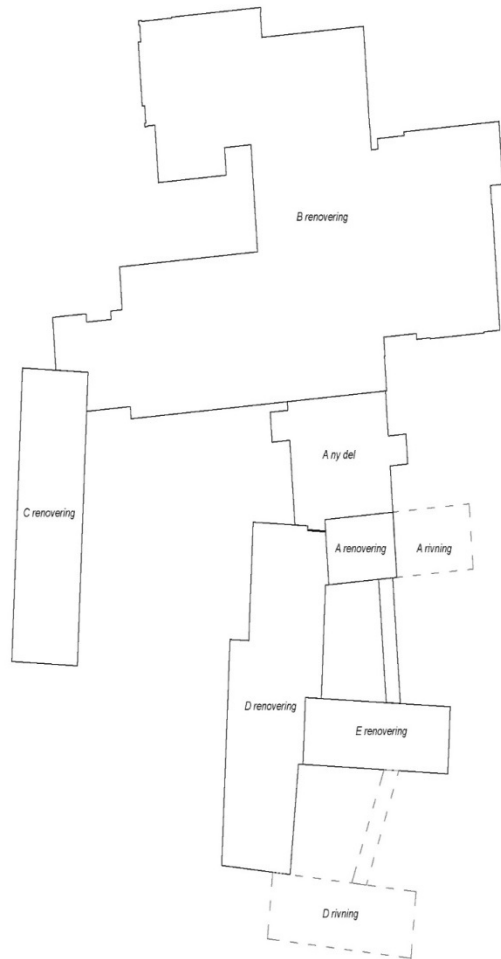 B renovering
A ny del
C renovering
A renovering
A rivning
D renovering
E renovering
D rivning